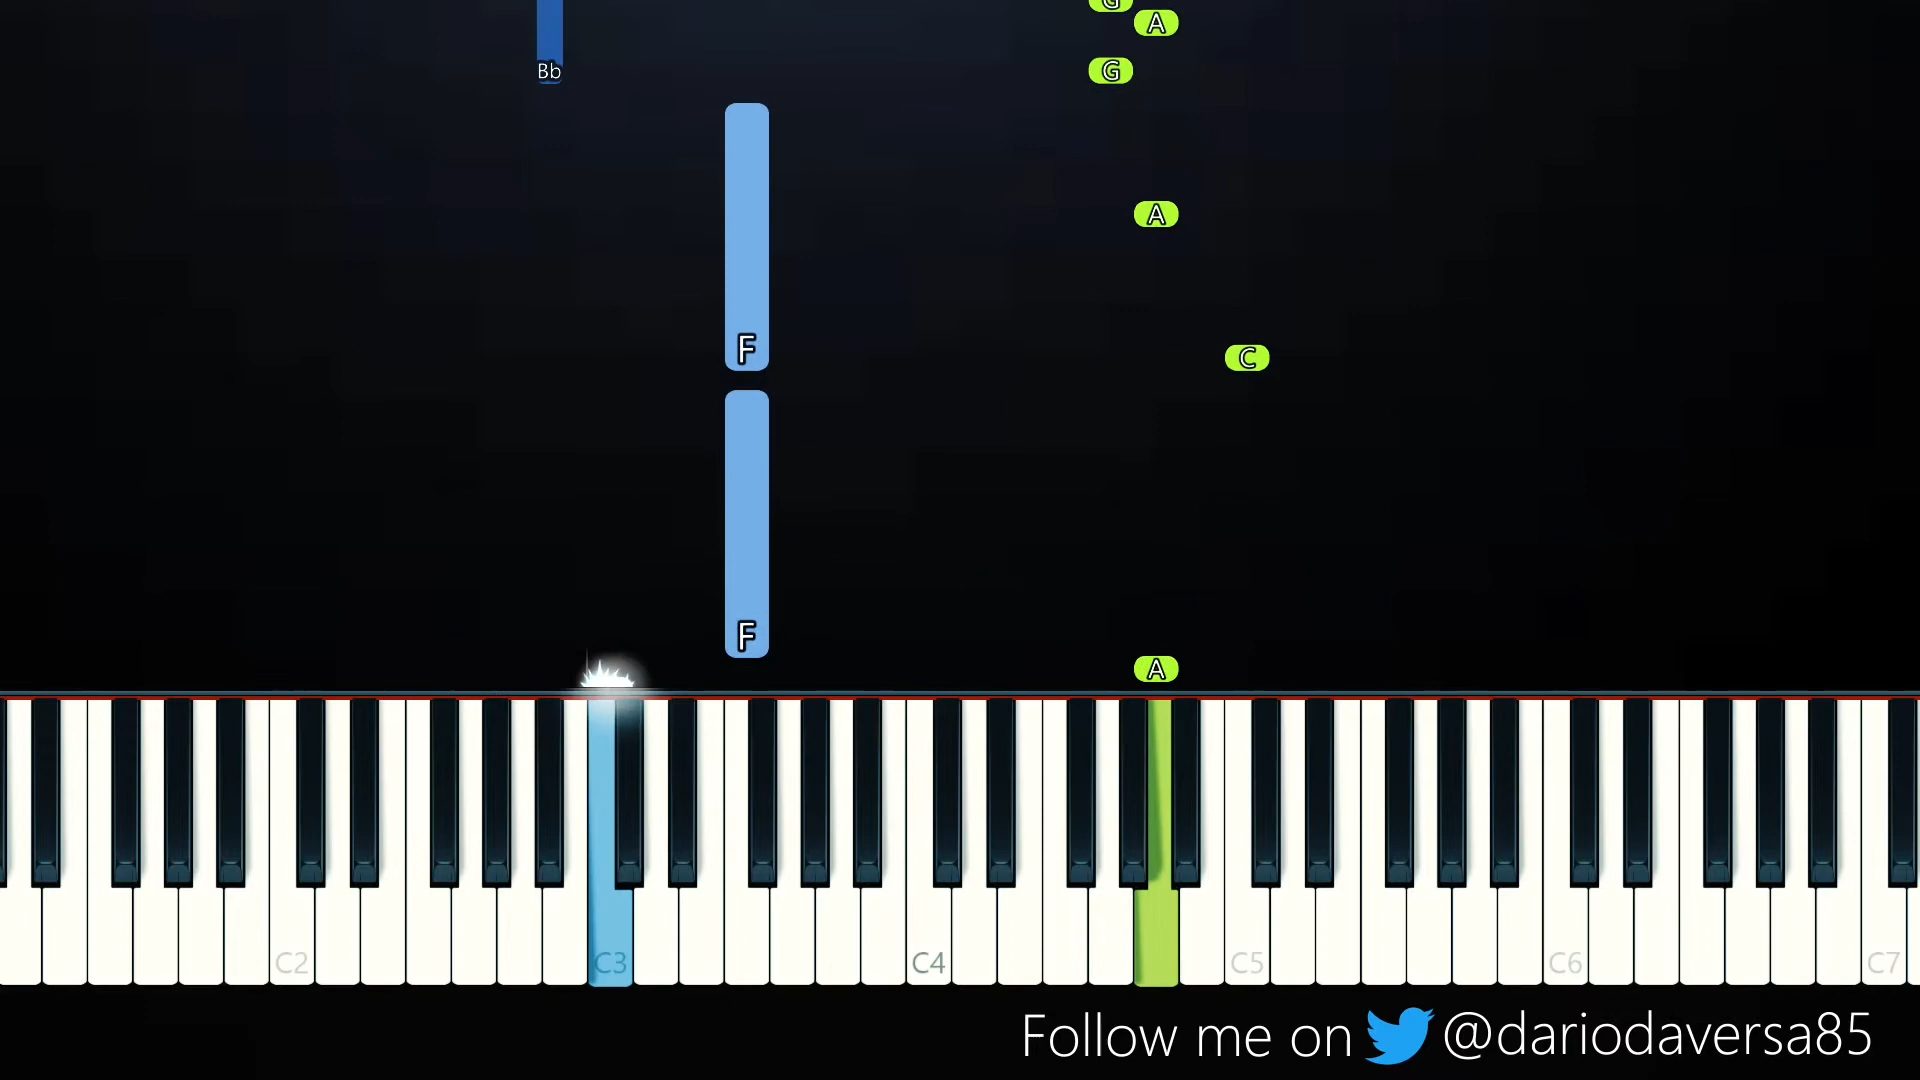 G
A
Bb
G
A
F
C
F
A
C2
C3
C4
C5
C6
C7
Follow me on @dariodaversa85